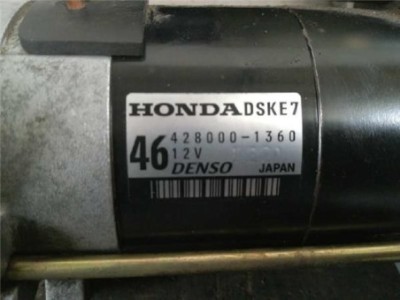 HONDA DSKE7
46 428000-1360
12V
DENSO JAPAN